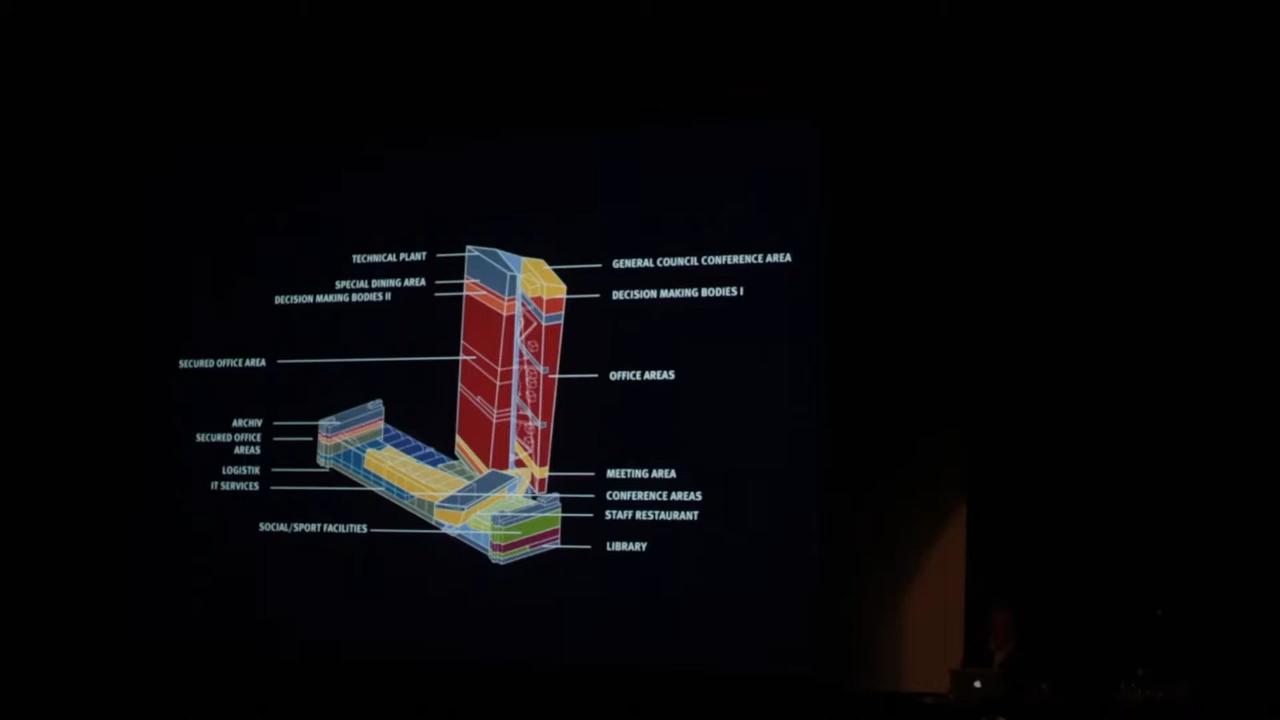 TECHNICAL PLANT
SPECIAL DINING AREA
DECISION MAKING BODIES II
SECURED OFFICE AREA
ARCHIV
SECURED OFFICE
AREAS
LOGISTIK
IT SERVICES
SOCIAL/SPORT FACILITIES
GENERAL COUNCIL CONFERENCE AREA
DECISION MAKING BODIES I
OFFICE AREAS
MEETING AREA
CONFERENCE AREAS
STAFF RESTAURANT
LIBRARY